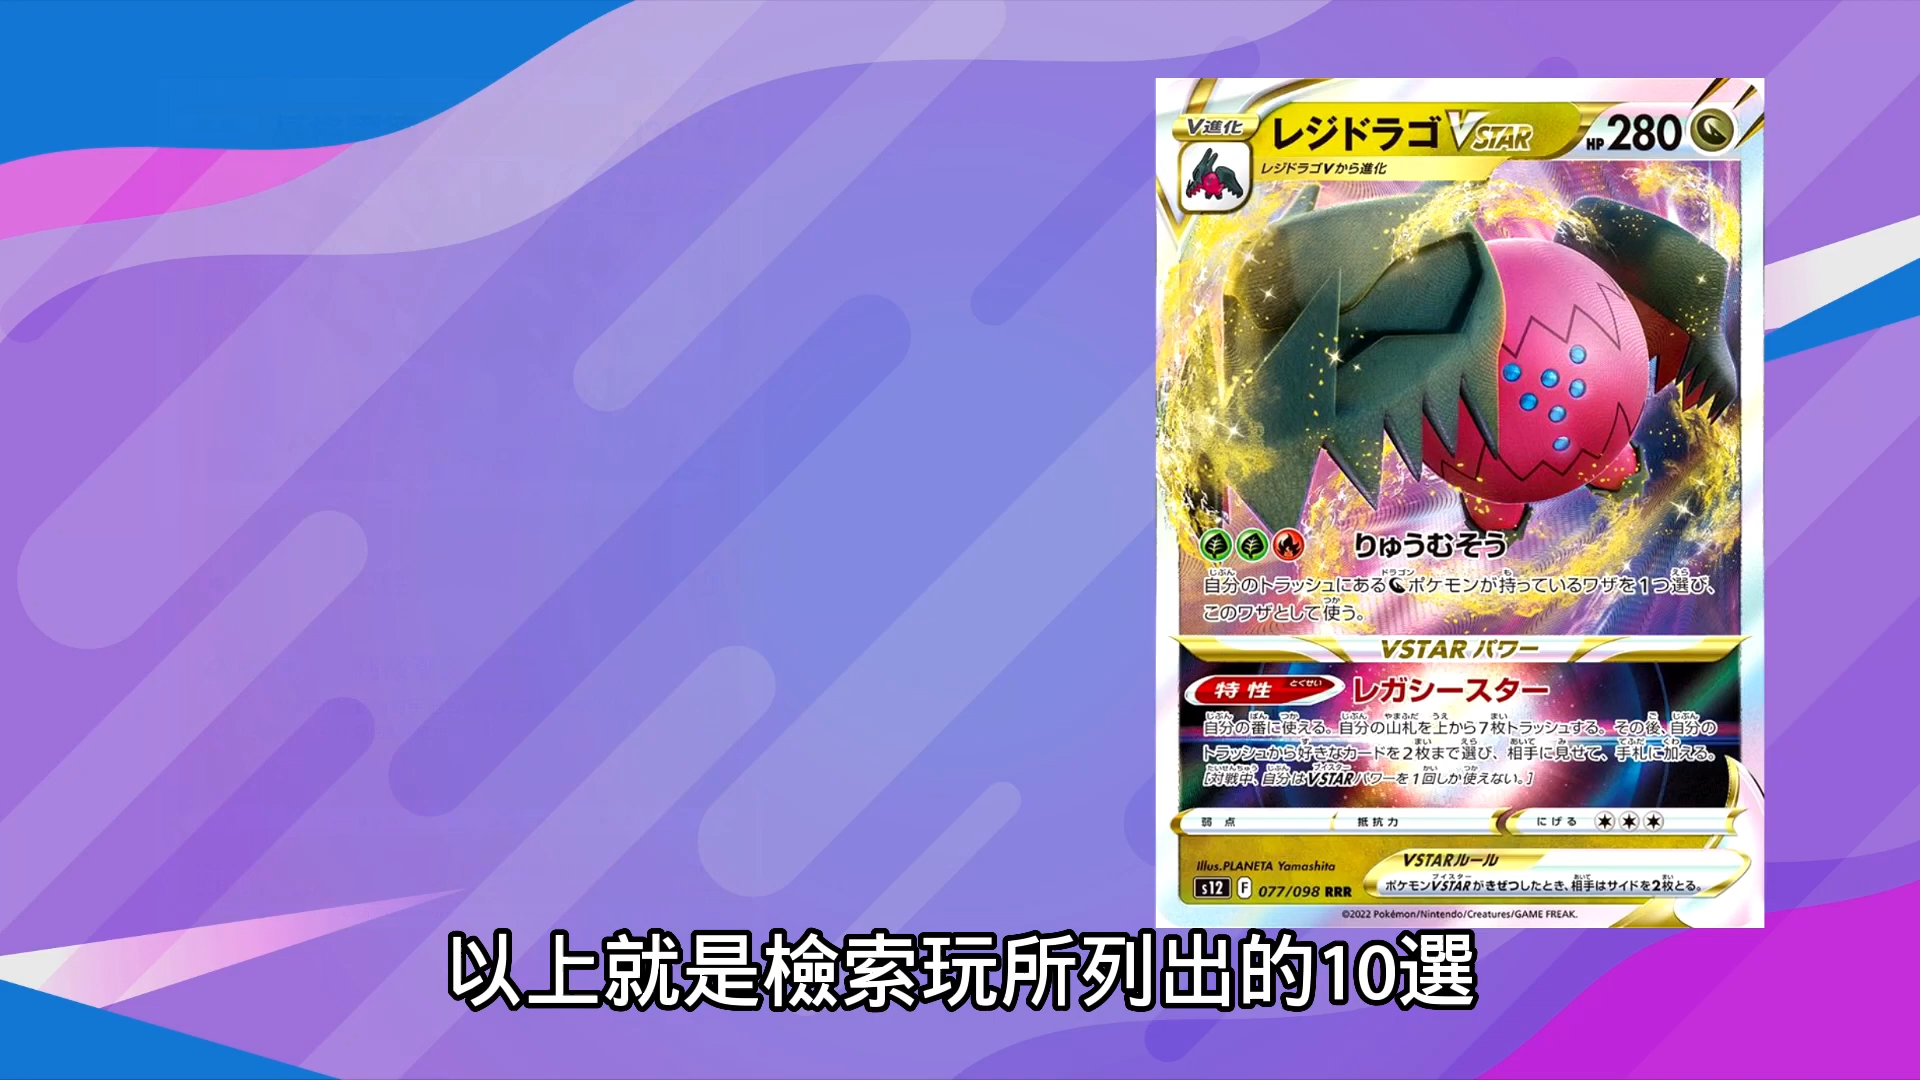 V進化
レジドラゴVSTAR
HP 280
レジドラゴVから進化
りゅうむそう
自分のトラッシュにあるポケモンが持っているワザを1つ選び、
このワザとして使う。
VSTARパワー
特性 レガシースター
自分の番に使える。自分の山札を上から7枚トラッシュする。その後、自分の
トラッシュから好きなカードを2枚まで選び、相手に見せて、手札に加える。
[対戦中、自分はVSTARパワーを1回しか使えない。]
弱点 抵抗力 にげる
Illus.PLANETA Yamashita
VSTARルール
s12 F 077/098 RRR
ポケモンVSTARがきぜつしたとき、相手はサイドを2枚とる。
©2022 Pokémon/Nintendo/Creatures/GAME FREAK.
以上就是檢索玩所列出的10選